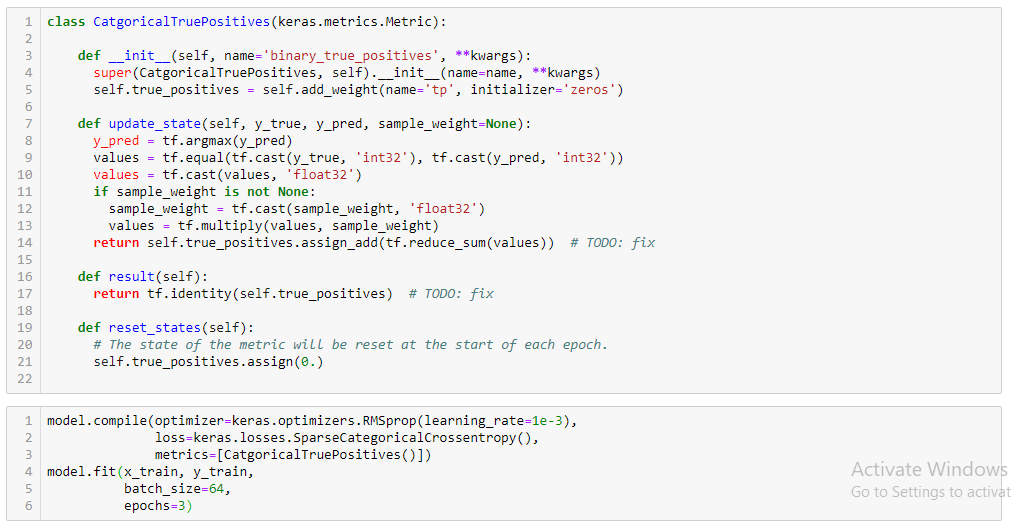 1 class CatgoricalTruePositives(keras.metrics.Metric):
2
3     def __init__(self, name='binary_true_positives', **kwargs):
4       super(CatgoricalTruePositives, self).__init__(name=name, **kwargs)
5       self.true_positives = self.add_weight(name='tp', initializer='zeros')
6
7     def update_state(self, y_true, y_pred, sample_weight=None):
8       y_pred = tf.argmax(y_pred)
9       values = tf.equal(tf.cast(y_true, 'int32'), tf.cast(y_pred, 'int32'))
10       values = tf.cast(values, 'float32')
11       if sample_weight is not None:
12         sample_weight = tf.cast(sample_weight, 'float32')
13         values = tf.multiply(values, sample_weight)
14       return self.true_positives.assign_add(tf.reduce_sum(values))  # TODO: fix
15
16     def result(self):
17       return tf.identity(self.true_positives)  # TODO: fix
18
19     def reset_states(self):
20       # The state of the metric will be reset at the start of each epoch.
21       self.true_positives.assign(0.)
22
1 model.compile(optimizer=keras.optimizers.RMSprop(learning_rate=1e-3),
2               loss=keras.losses.SparseCategoricalCrossentropy(),
3               metrics=[CatgoricalTruePositives()])
4 model.fit(x_train, y_train,
5           batch_size=64,
6           epochs=3)
Activate Windows
Go to Settings to activat